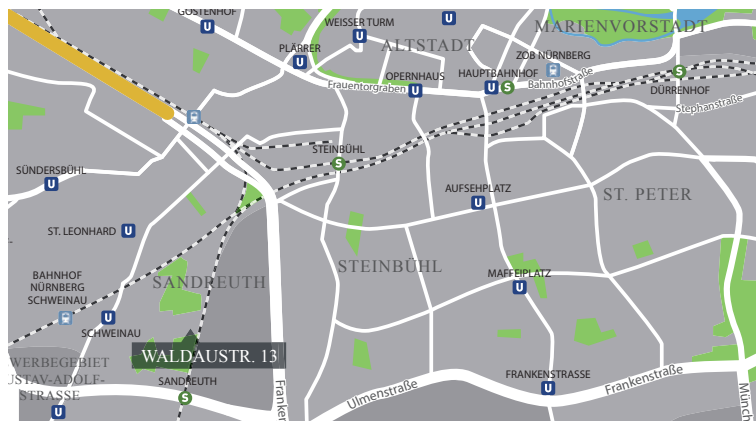 GOSTENHOF
WEISSER TURM
MARIENVORSTADT
PLÄRRER
ALTSTADT
ZOB NÜRNBERG
OPERNHAUS
HAUPTBAHNHOF
Frauentorgraben
Bahnhofstraße
DÜRRENHOF
Stephanstraße
STEINBÜHL
SÜNDERSBÜHL
AUFSEHPLATZ
ST. PETER
ST. LEONHARD
STEINBÜHL
BAHNHOF
NÜRNBERG
SCHWEINAU
SANDREUTH
MAFFEIPLATZ
SCHWEINAU
WALDAUSTR. 13
WERBEGEBIET
USTAV-ADOLF-
STRASSE
SANDREUTH
FRANKENSTRASSE
Ulmenstraße
Frankenstraße
Franken
Münch
U
U
U
U
U
U
S
S
S
U
U
U
U
U
S
U
U